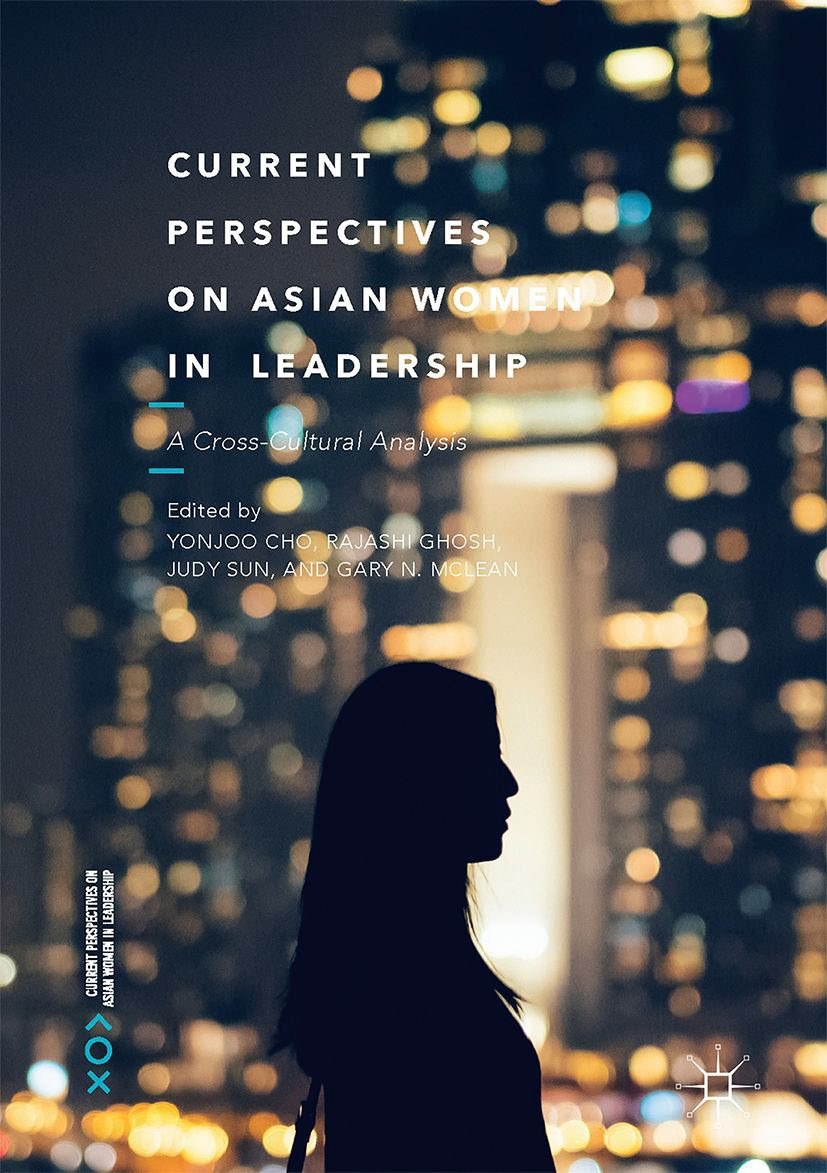 CURRENT
PERSPECTIVES
ON ASIAN WOMEN
IN LEADERSHIP
A Cross-Cultural Analysis
Edited by
YONJOO CHO, RAJASHI GHOSH,
JUDY SUN, AND GARY N. MCLEAN
CURRENT PERSPECTIVES ON
ASIAN WOMEN IN LEADERSHIP